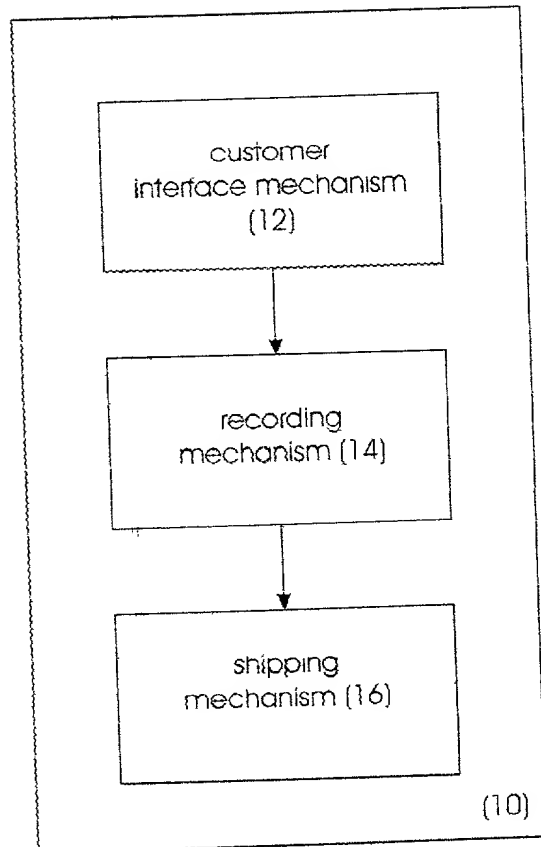 customer
interface mechanism
(12)
recording
mechanism (14)
shipping
mechanism (16)
(10)